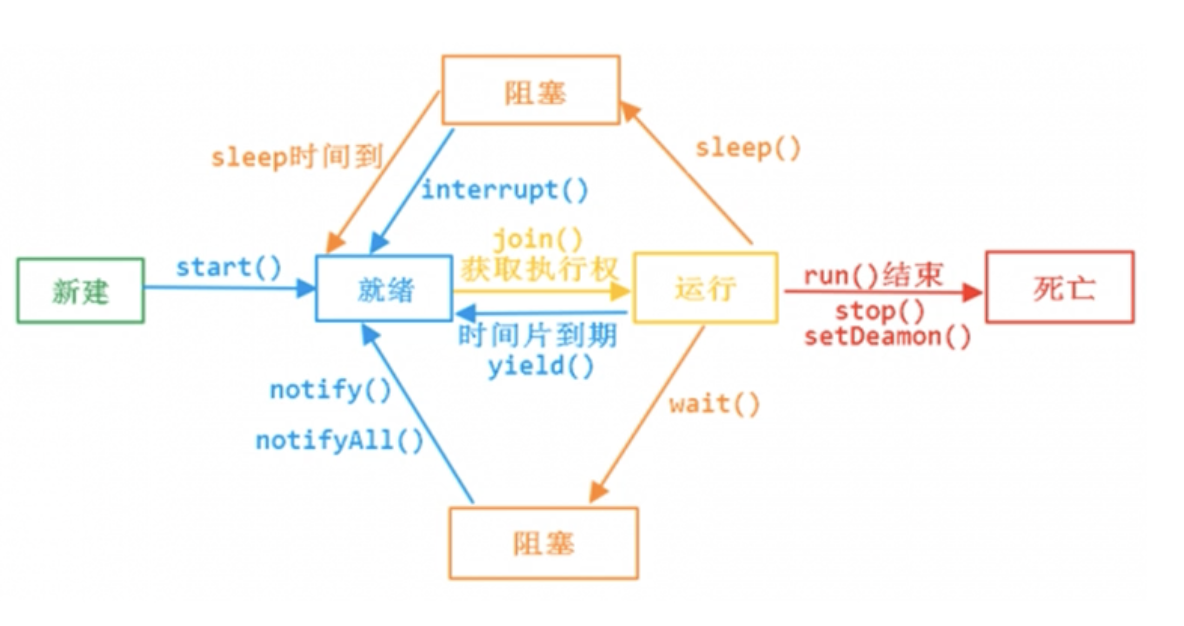 阻塞
sleep时间到
sleep()
interrupt()
新建
start()
就绪
join()
获取执行权
时间片到期
yield()
运行
run()结束
stop()
setDeamon()
死亡
notify()
notifyAll()
wait()
阻塞